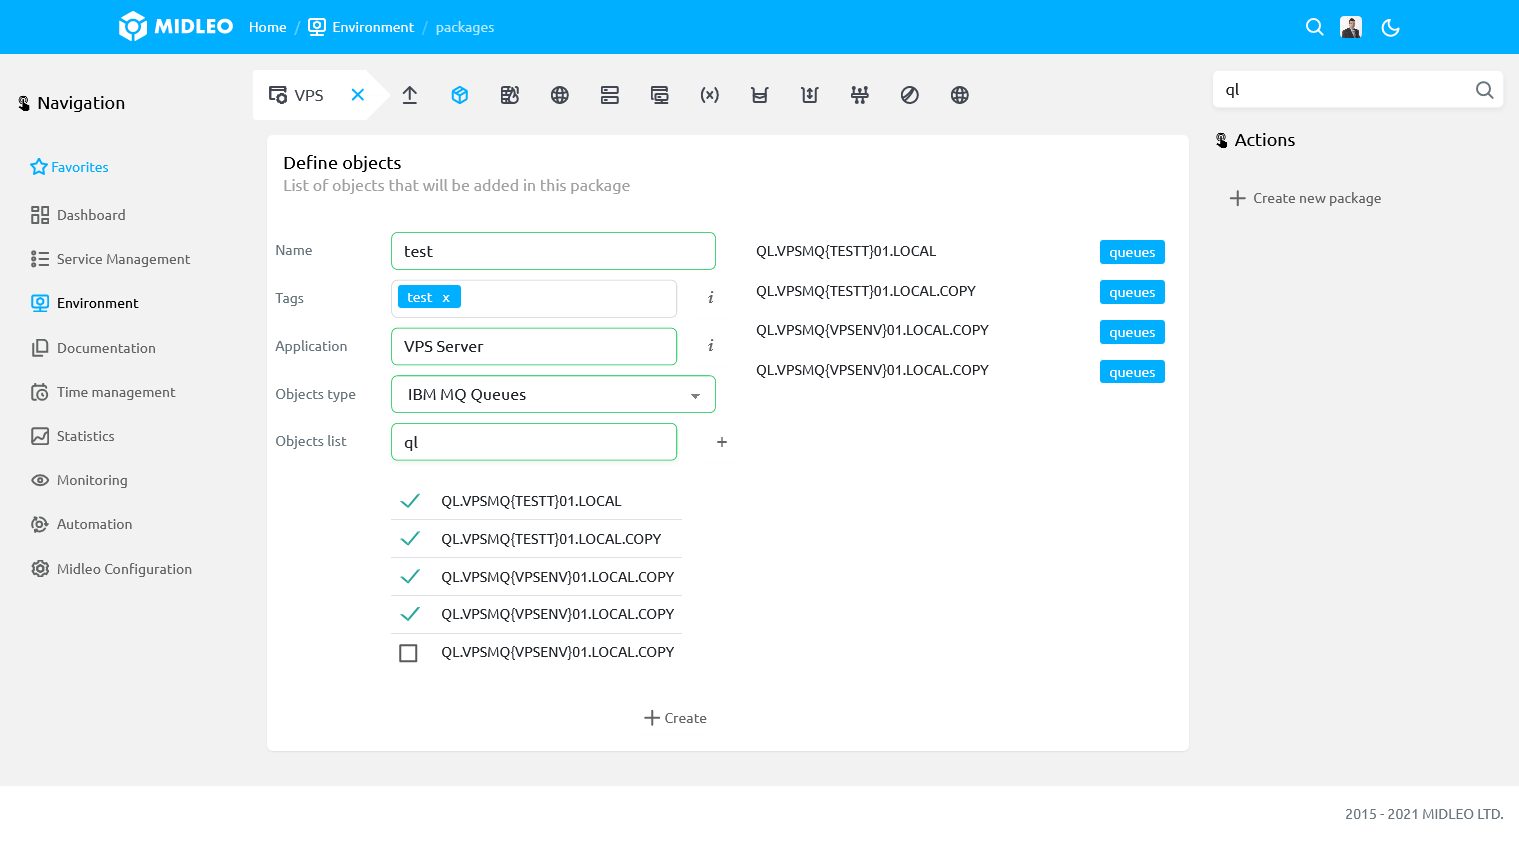 MIDLEO Home / Environment / packages
Navigation
Favorites
Dashboard
Service Management
Environment
Documentation
Time management
Statistics
Monitoring
Automation
Midleo Configuration
VPS
Define objects
List of objects that will be added in this package
Name test
Tags test x i
Application VPS Server i
Objects type IBM MQ Queues
Objects list ql +
QL.VPSMQ{TESTT}01.LOCAL
QL.VPSMQ{TESTT}01.LOCAL.COPY
QL.VPSMQ{VPSENV}01.LOCAL.COPY
QL.VPSMQ{VPSENV}01.LOCAL.COPY
QL.VPSMQ{VPSENV}01.LOCAL.COPY
Create
QL.VPSMQ{TESTT}01.LOCAL queues
QL.VPSMQ{TESTT}01.LOCAL.COPY queues
QL.VPSMQ{VPSENV}01.LOCAL.COPY queues
QL.VPSMQ{VPSENV}01.LOCAL.COPY queues
ql
Actions
Create new package
2015 - 2021 MIDLEO LTD.